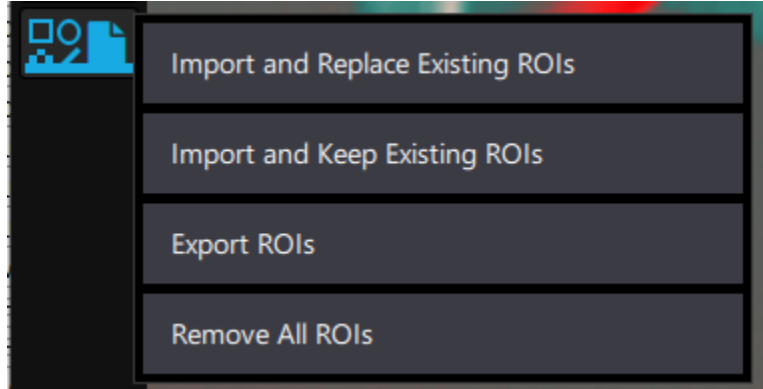 Import and Replace Existing ROIs
Import and Keep Existing ROIs
Export ROIs
Remove All ROIs